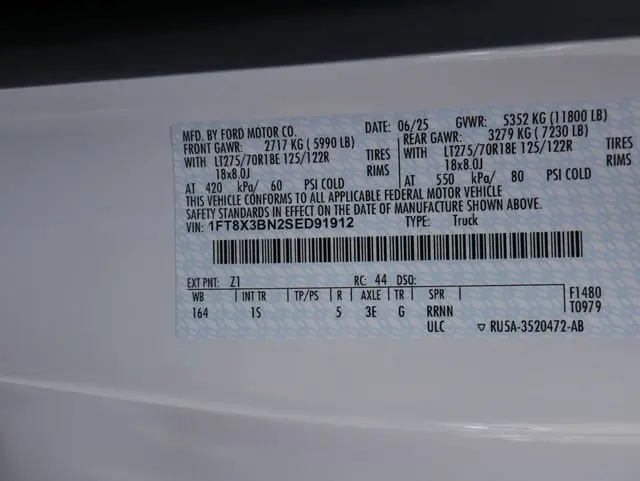 MFD. BY FORD MOTOR CO.
DATE: 06/25 GVWR: 5352 KG (11800 LB)
FRONT GAWR: 2717 KG ( 5990 LB)
WITH LT275/70R18E 125/122R TIRES
18x8.0J RIMS
AT 420 kPa/ 60 PSI COLD
REAR GAWR: 3279 KG ( 7230 LB)
WITH LT275/70R18E 125/122R TIRES
18x8.0J RIMS
AT 550 kPa/ 80 PSI COLD
THIS VEHICLE CONFORMS TO ALL APPLICABLE FEDERAL MOTOR VEHICLE
SAFETY STANDARDS IN EFFECT ON THE DATE OF MANUFACTURE SHOWN ABOVE.
VIN: 1FT8X3BN2SED91912 TYPE: Truck
EXT PNT: Z1 RC: 44 DSO:
WB INT TR TP/PS R AXLE TR SPR F1480
164 1S 5 3E G RRNN T0979
ULC ▽ RU5A-3520472-AB